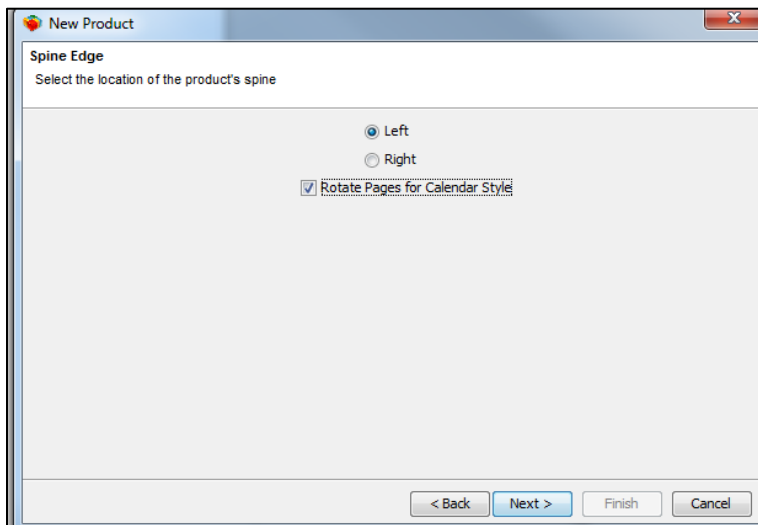 New Product
Spine Edge
Select the location of the product's spine
Left
Right
Rotate Pages for Calendar Style
< Back Next > Finish Cancel